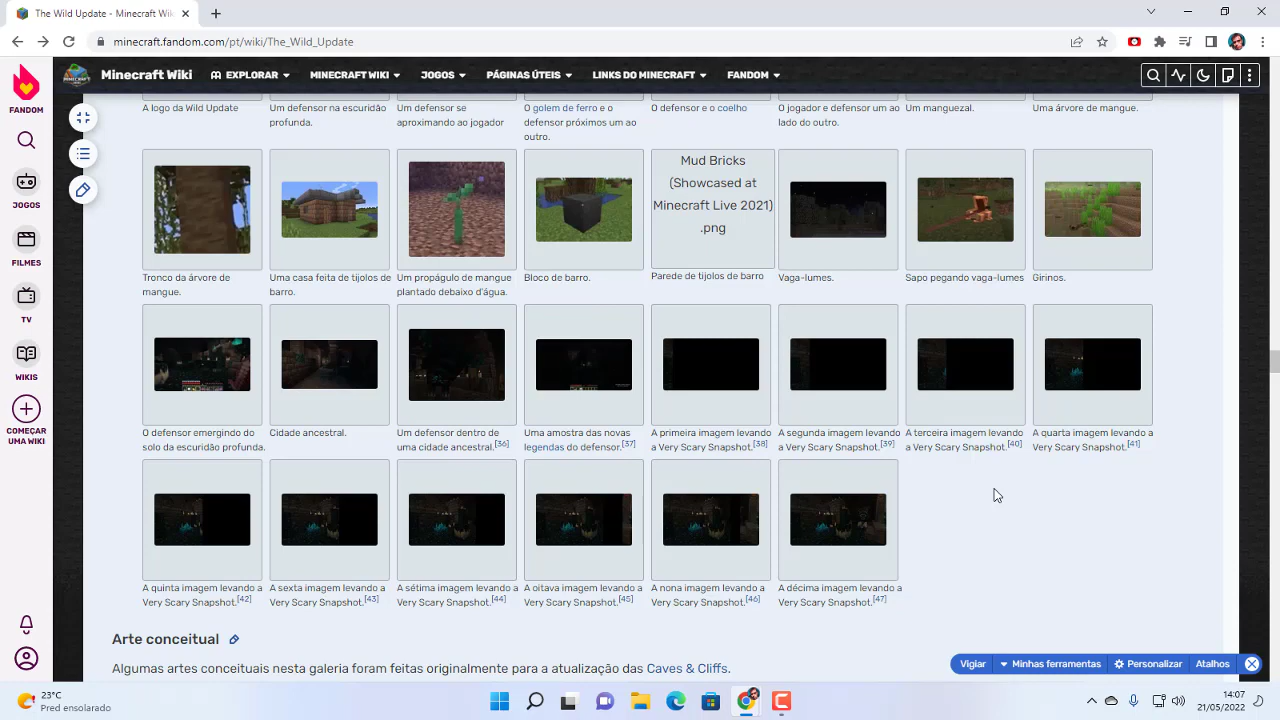 The Wild Update - Minecraft Wik
minecraft.fandom.com/pt/wiki/The_Wild_Update
FANDOM
Minecraft Wiki
EXPLORAR
MINECRAFT WIKI
JOGOS
PÁGINAS ÚTEIS
LINKS DO MINECRAFT
FANDOM
JOGOS
FILMES
TV
WIKIS
COMEÇAR
UMA WIKI
A logo da Wild Update
Um defensor na escuridão
profunda.
Um defensor se
aproximando ao jogador
O golem de ferro e o
defensor próximos um ao
outro.
O defensor e o coelho
O jogador e defensor um ao
lado do outro.
Um manguezal.
Uma árvore de mangue.
Mud Bricks
(Showcased at
Minecraft Live 2021)
.png
Tronco da árvore de
mangue.
Uma casa feita de tijolos de
barro.
Um propágulo de mangue
plantado debaixo d'água.
Bloco de barro.
Parede de tijolos de barro
Vaga-lumes.
Sapo pegando vaga-lumes
Girinos.
O defensor emergindo do
solo da escuridão profunda.
Cidade ancestral.
Um defensor dentro de
uma cidade ancestral.[36]
Uma amostra das novas
legendas do defensor.[37]
A primeira imagem levando
a Very Scary Snapshot.[38]
A segunda imagem levando
a Very Scary Snapshot.[39]
A terceira imagem levando
a Very Scary Snapshot.[40]
A quarta imagem levando a
Very Scary Snapshot.[41]
A quinta imagem levando a
Very Scary Snapshot.[42]
A sexta imagem levando a
Very Scary Snapshot.[43]
A sétima imagem levando a
Very Scary Snapshot.[44]
A oitava imagem levando a
Very Scary Snapshot.[45]
A nona imagem levando a
Very Scary Snapshot.[46]
A décima imagem levando a
Very Scary Snapshot.[47]
Arte conceitual
Algumas artes conceituais nesta galeria foram feitas originalmente para a atualização das Caves & Cliffs.
Vigiar
Minhas ferramentas
Personalizar
Atalhos
23°C
Pred ensolarado
14:07
21/05/2022